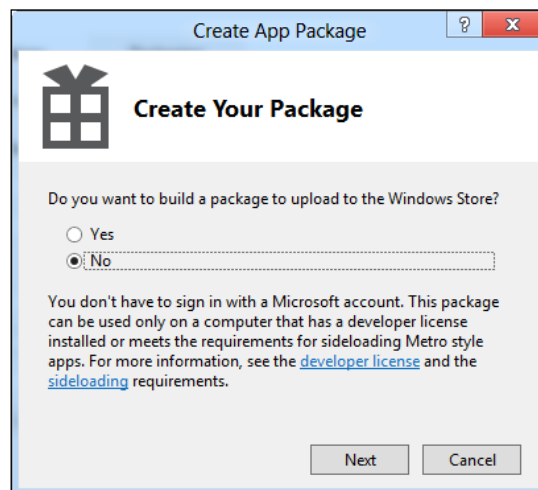 Create App Package
?
x
Create Your Package
Do you want to build a package to upload to the Windows Store?
Yes
No
You don't have to sign in with a Microsoft account. This package
can be used only on a computer that has a developer license
installed or meets the requirements for sideloading Metro style
apps. For more information, see the developer license and the
sideloading requirements.
Next
Cancel